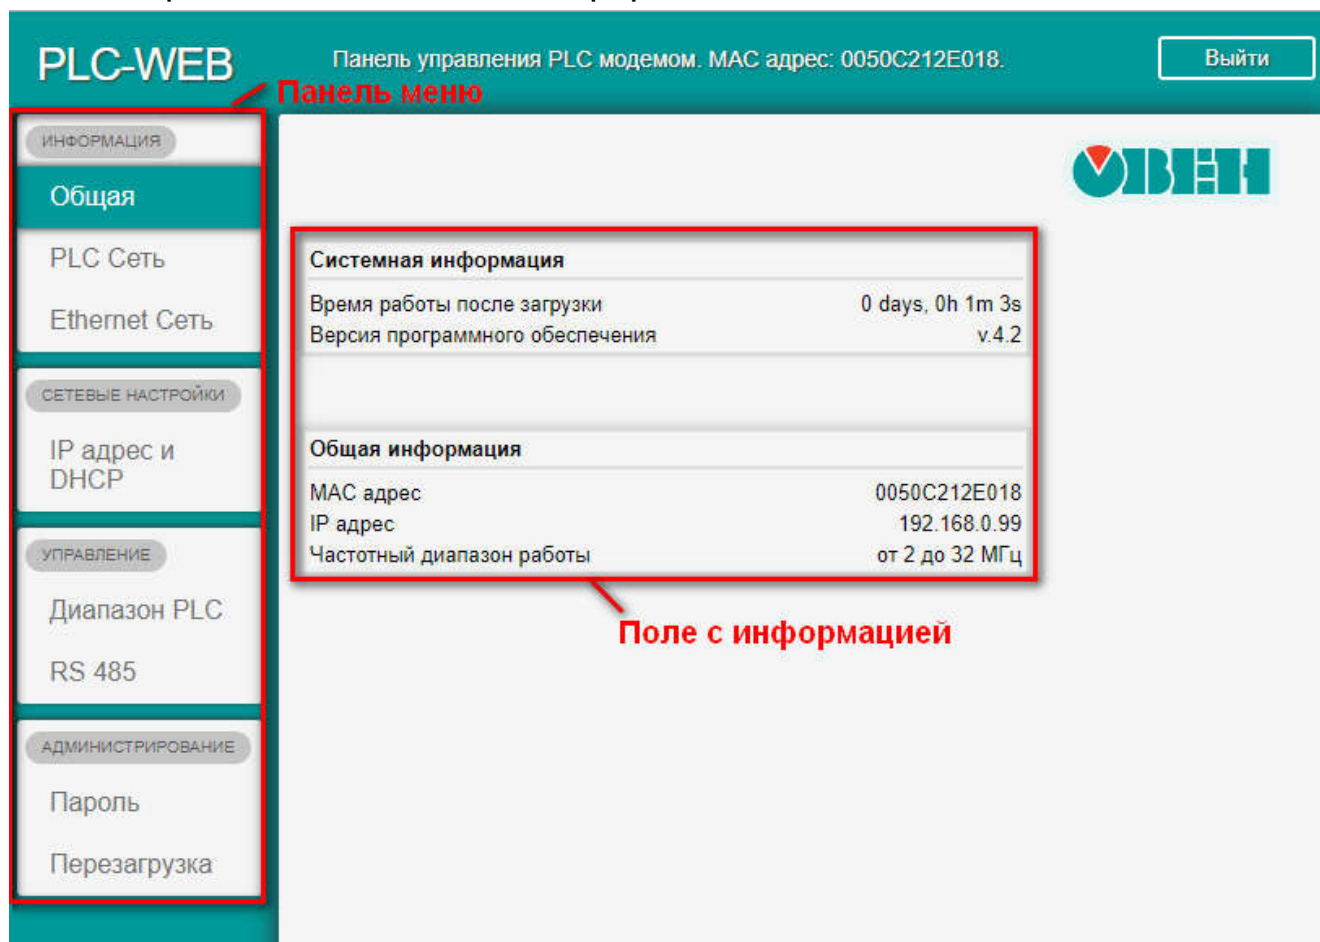 PLC-WEB
Панель управления PLC модемом. MAC адрес: 0050C212E018.
Выйти
Панель меню
ИНФОРМАЦИЯ
Общая
PLC Сеть
Ethernet Сеть
СЕТЕВЫЕ НАСТРОЙКИ
IP адрес и
DHCP
УПРАВЛЕНИЕ
Диапазон PLC
RS 485
АДМИНИСТРИРОВАНИЕ
Пароль
Перезагрузка
ОВЕН
Системная информация
Время работы после загрузки 0 days, 0h 1m 3s
Версия программного обеспечения v.4.2
Общая информация
MAC адрес 0050C212E018
IP адрес 192.168.0.99
Частотный диапазон работы от 2 до 32 МГц
Поле с информацией